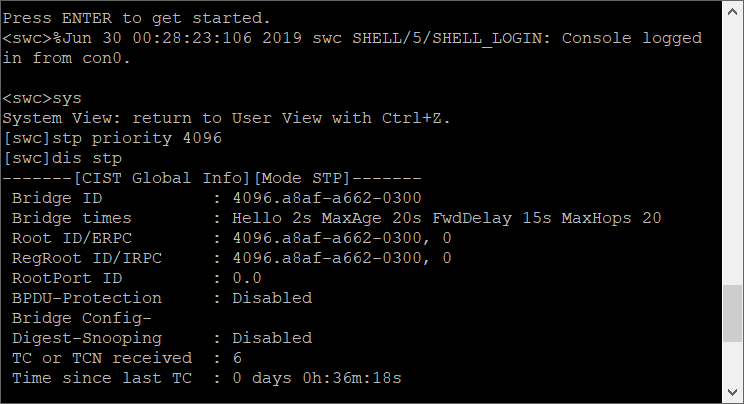 Press ENTER to get started.
<swc>%Jun 30 00:28:23:106 2019 swc SHELL/5/SHELL_LOGIN: Console logged
in from con0.
<swc>sys
System View: return to User View with Ctrl+Z.
[swc]stp priority 4096
[swc]dis stp
-------[CIST Global Info][Mode STP]-------
Bridge ID           : 4096.a8af-a662-0300
Bridge times        : Hello 2s MaxAge 20s FwdDelay 15s MaxHops 20
Root ID/ERPC        : 4096.a8af-a662-0300, 0
RegRoot ID/IRPC     : 4096.a8af-a662-0300, 0
RootPort ID         : 0.0
BPDU-Protection     : Disabled
Bridge Config-
Digest-Snooping     : Disabled
TC or TCN received  : 6
Time since last TC  : 0 days 0h:36m:18s